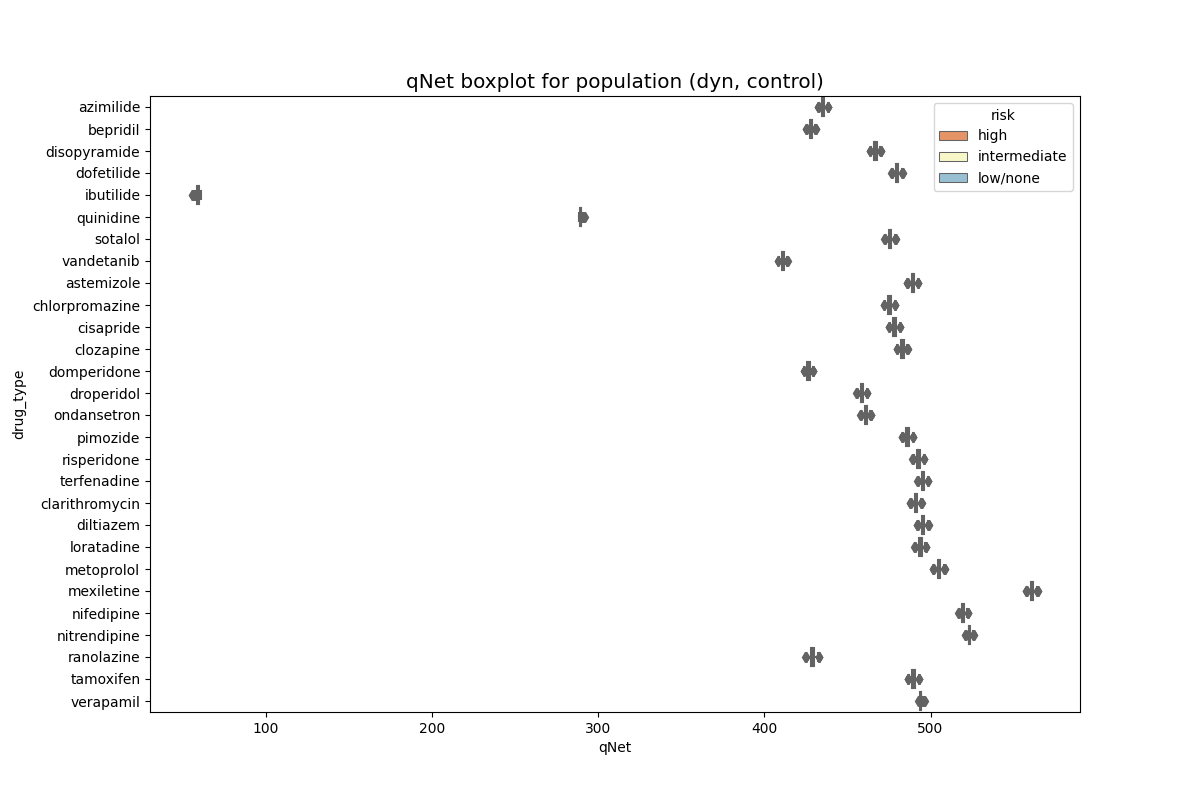 qNet boxplot for population (dyn, control)
azimilide
bepridil
disopyramide
dofetilide
ibutilide
quinidine
sotalol
vandetanib
astemizole
chlorpromazine
cisapride
clozapine
domperidone
droperidol
ondansetron
pimozide
risperidone
terfenadine
clarithromycin
diltiazem
loratadine
metoprolol
mexiletine
nifedipine
nitrendipine
ranolazine
tamoxifen
verapamil
drug_type
risk
high
intermediate
low/none
100 200 300 400 500
qNet